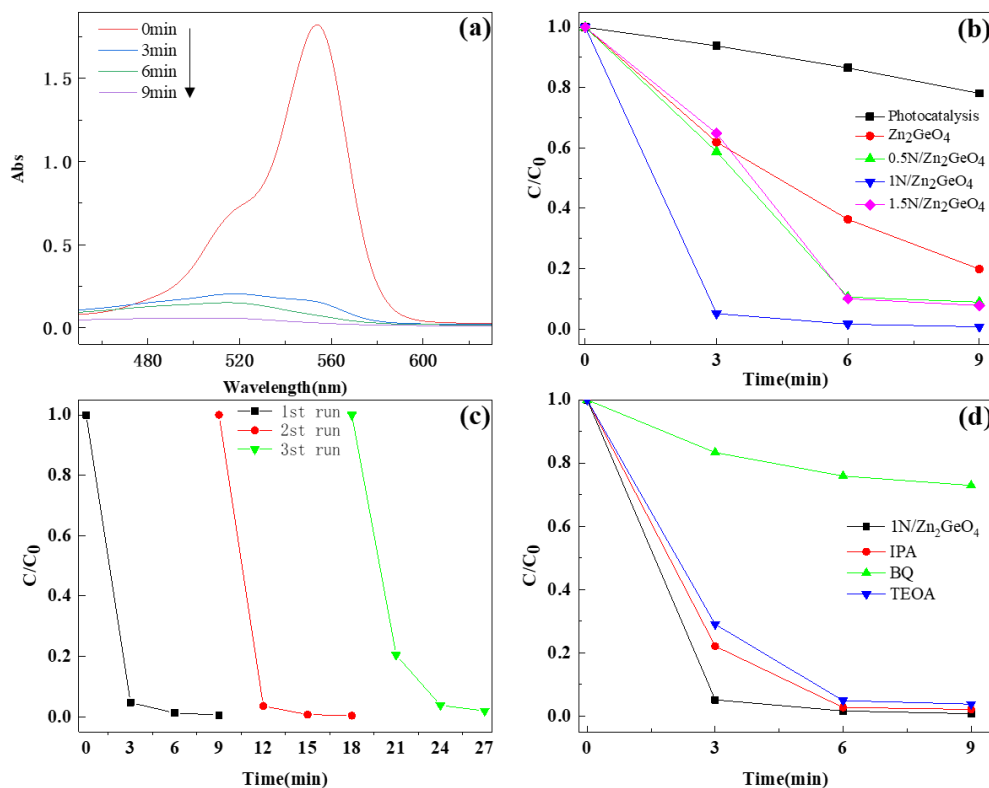 (a)
0min
3min
6min
9min
Abs
1.5
1.0
0.5
0.0
480
520
560
600
Wavelength(nm)
(b)
C/C₀
1.0
0.8
0.6
0.4
0.2
0.0
Photocatalysis
Zn₂GeO₄
0.5N/Zn₂GeO₄
1N/Zn₂GeO₄
1.5N/Zn₂GeO₄
0
3
6
9
Time(min)
(c)
1st run
2st run
3st run
C/C₀
1.0
0.8
0.6
0.4
0.2
0.0
0
3
6
9
12
15
18
21
24
27
Time(min)
(d)
C/C₀
1.0
0.8
0.6
0.4
0.2
0.0
1N/Zn₂GeO₄
IPA
BQ
TEOA
0
3
6
9
Time(min)